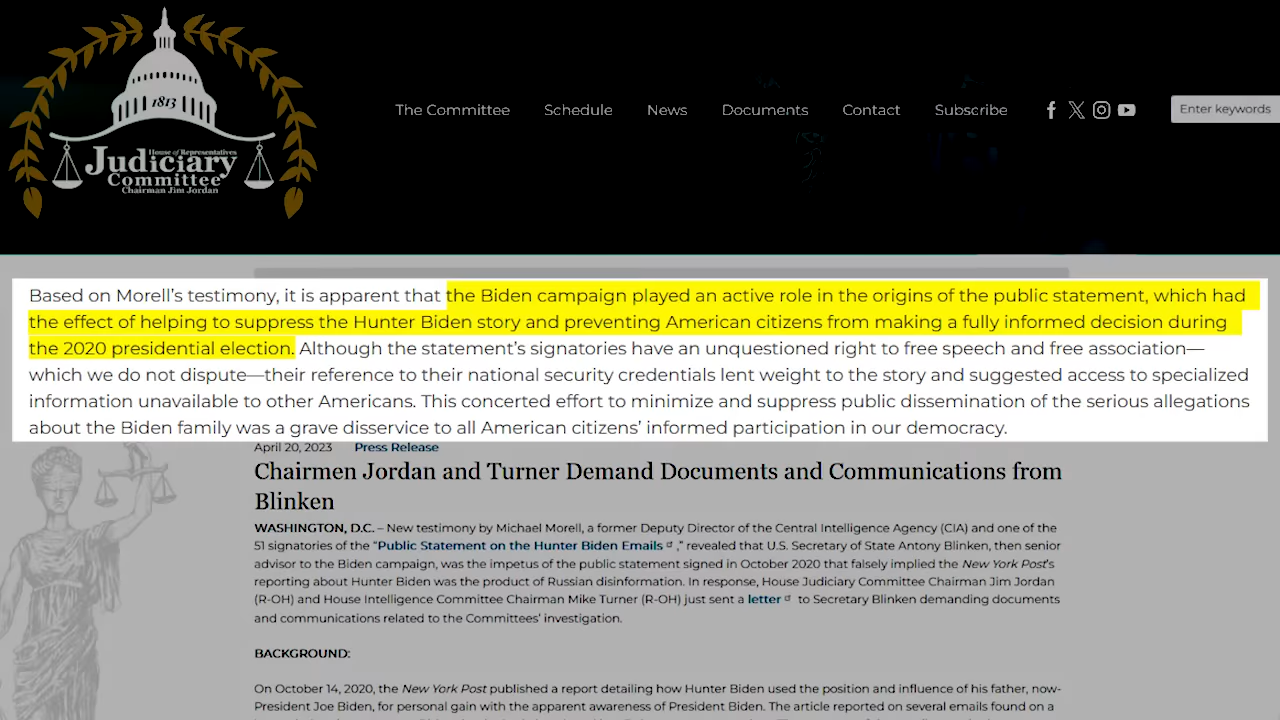 1813
House of Representatives
Judiciary
Committee
Chairman Jim Jordan
The Committee Schedule News Documents Contact Subscribe Enter keywords
Based on Morell’s testimony, it is apparent that the Biden campaign played an active role in the origins of the public statement, which had
the effect of helping to suppress the Hunter Biden story and preventing American citizens from making a fully informed decision during
the 2020 presidential election. Although the statement’s signatories have an unquestioned right to free speech and free association—
which we do not dispute—their reference to their national security credentials lent weight to the story and suggested access to specialized
information unavailable to other Americans. This concerted effort to minimize and suppress public dissemination of the serious allegations
about the Biden family was a grave disservice to all American citizens’ informed participation in our democracy.
April 20, 2023 Press Release
Chairmen Jordan and Turner Demand Documents and Communications from
Blinken
WASHINGTON, D.C. – New testimony by Michael Morell, a former Deputy Director of the Central Intelligence Agency (CIA) and one of the
51 signatories of the “Public Statement on the Hunter Biden Emails ,” revealed that U.S. Secretary of State Antony Blinken, then senior
advisor to the Biden campaign, was the impetus of the public statement signed in October 2020 that falsely implied the New York Post’s
reporting about Hunter Biden was the product of Russian disinformation. In response, House Judiciary Committee Chairman Jim Jordan
(R-OH) and House Intelligence Committee Chairman Mike Turner (R-OH) just sent a letter to Secretary Blinken demanding documents
and communications related to the Committees’ investigation.
BACKGROUND:
On October 14, 2020, the New York Post published a report detailing how Hunter Biden used the position and influence of his father, now-
President Joe Biden, for personal gain with the apparent awareness of President Biden. The article reported on several emails found on a